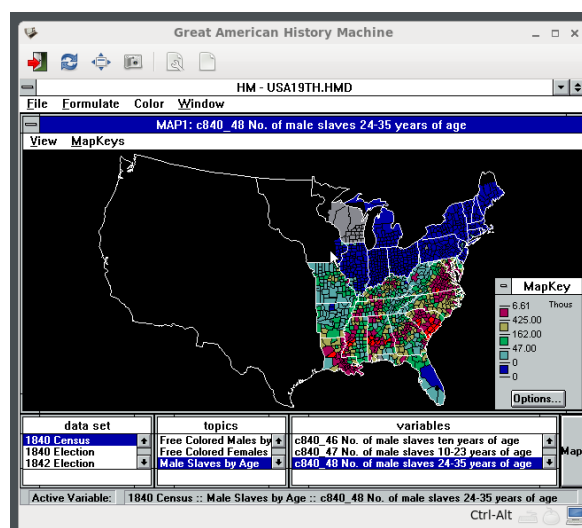 Great American History Machine
HM - USA19TH.HMD
File Formulate Color Window
MAP1: c840_48 No. of male slaves 24-35 years of age
View MapKeys
MapKey
6.61 Thous
425.00
162.00
47.00
0
0
Options...
data set
1840 Census
1840 Election
1842 Election
topics
Free Colored Males by
Free Colored Females
Male Slaves by Age
variables
c840_46 No. of male slaves ten years of age
c840_47 No. of male slaves 10-23 years of age
c840_48 No. of male slaves 24-35 years of age
Map
Active Variable: 1840 Census :: Male Slaves by Age :: c840_48 No. of male slaves 24-35 years of age
Ctrl-Alt